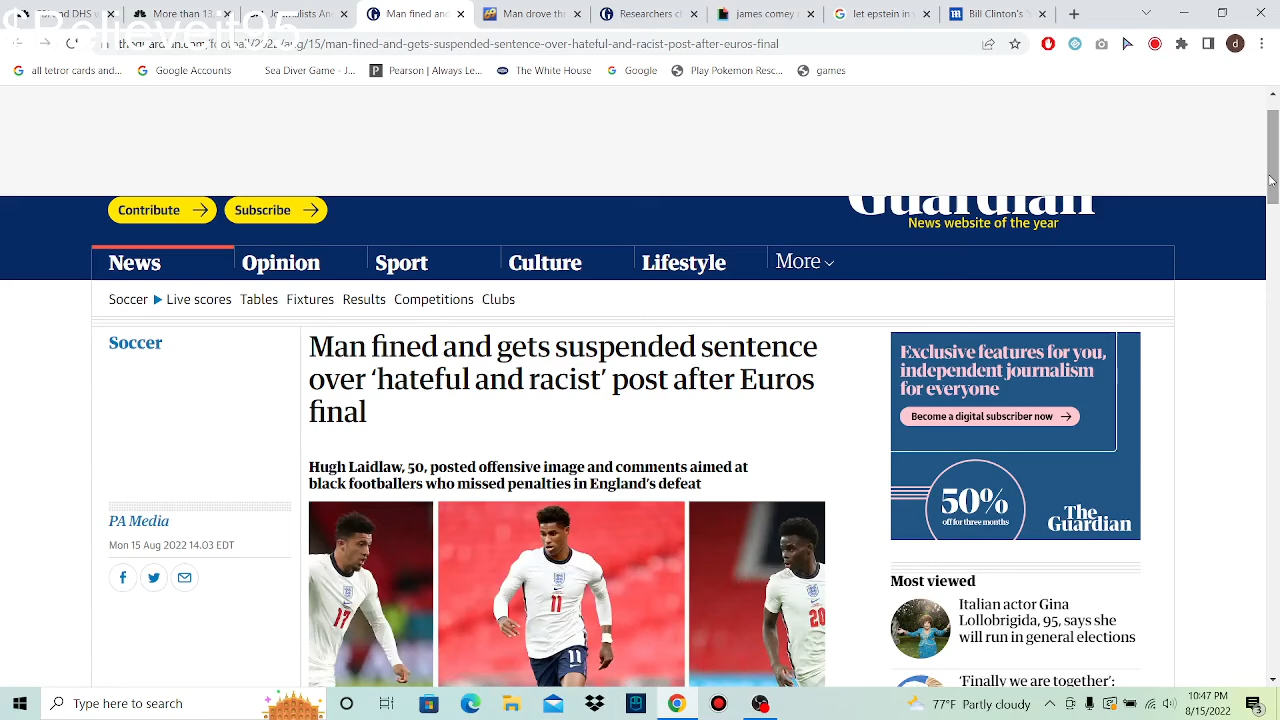 Man fined and
Man drove the
Researchers c
james
let epstein
Bill Clinton's
/15/man-fined-and-gets-suspended-sentence-over-hateful-and-racist-post-after-euros-final
all tetror cards and...
Google Accounts
Sea Diver Game - J...
Pearson | Always Le...
The White House
Google
Play Pokemon Resc...
games
Contribute
Subscribe
Guardian
News website of the year
News
Opinion
Sport
Culture
Lifestyle
More
Soccer
Live scores
Tables
Fixtures
Results
Competitions
Clubs
Soccer
Man fined and gets suspended sentence
over ‘hateful and racist’ post after Euros
final
Hugh Laidlaw, 50, posted offensive image and comments aimed at
black footballers who missed penalties in England’s defeat
PA Media
Mon 15 Aug 2022 14.03 EDT
17
11
11
20
Exclusive features for you,
independent journalism
for everyone
Become a digital subscriber now
50%
off for three months
The
Guardian
Most viewed
Italian actor Gina
Lollobrigida, 95, says she
will run in general elections
‘Finally we are together’:
Type here to search
77°F Partly cloudy
10:47 PM
8/15/2022
3